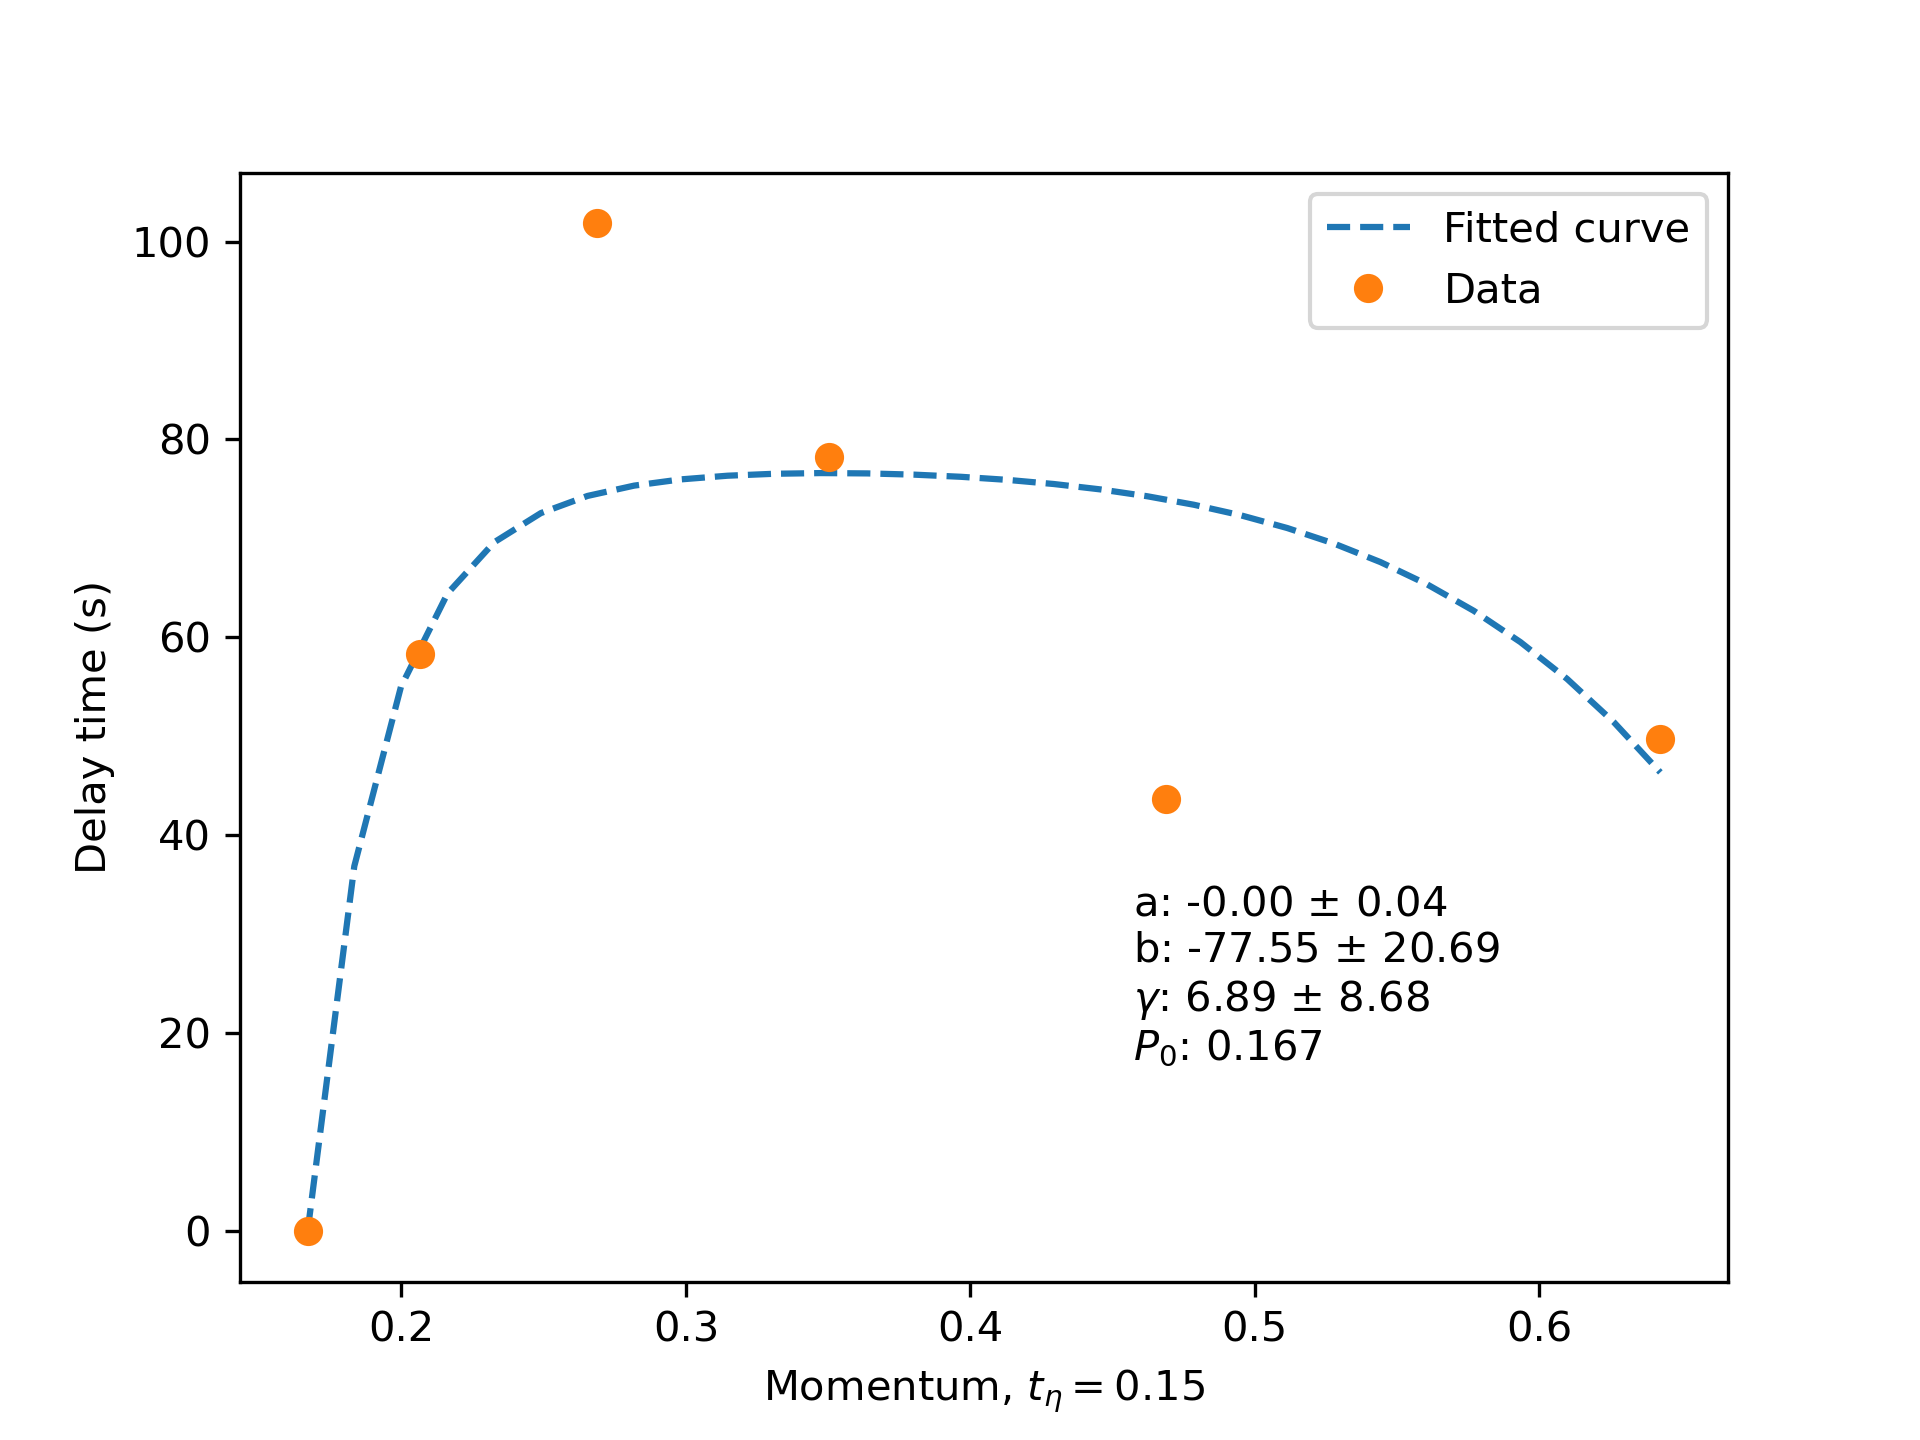 Fitted curve
Data
100
80
60
40
20
0
Delay time (s)
a: -0.00 ± 0.04
b: -77.55 ± 20.69
γ: 6.89 ± 8.68
P₀: 0.167
0.2 0.3 0.4 0.5 0.6
Momentum, tη = 0.15